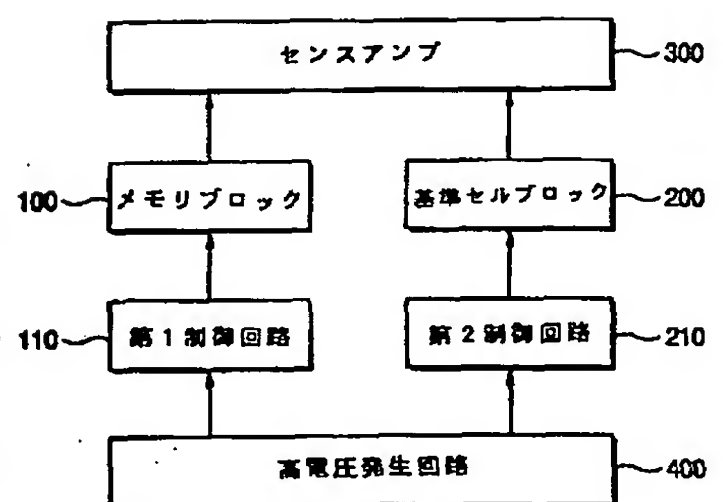 センスアンプ 300
100 メモリブロック 基準セルブロック 200
110 第1制御回路 第2制御回路 210
高電圧発生回路 400